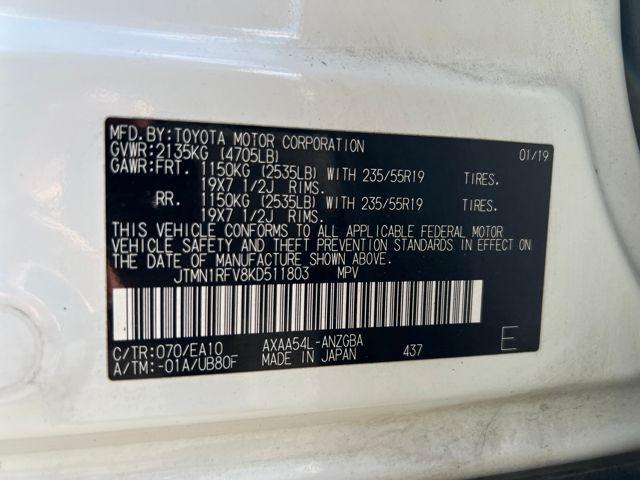 MFD.BY:TOYOTA MOTOR CORPORATION 01/19
GVWR:2135KG (4705LB)
GAWR:FRT. 1150KG (2535LB) WITH 235/55R19 TIRES.
19X7 1/2J RIMS.
RR. 1150KG (2535LB) WITH 235/55R19 TIRES.
19X7 1/2J RIMS.
THIS VEHICLE CONFORMS TO ALL APPLICABLE FEDERAL MOTOR
VEHICLE SAFETY AND THEFT PREVENTION STANDARDS IN EFFECT ON
THE DATE OF MANUFACTURE SHOWN ABOVE.
JTMN1RFV8KD511803 MPV
C/TR:070/EA10 AXAA54L-ANZGBA
A/TM:-01A/UB80F MADE IN JAPAN 437 E